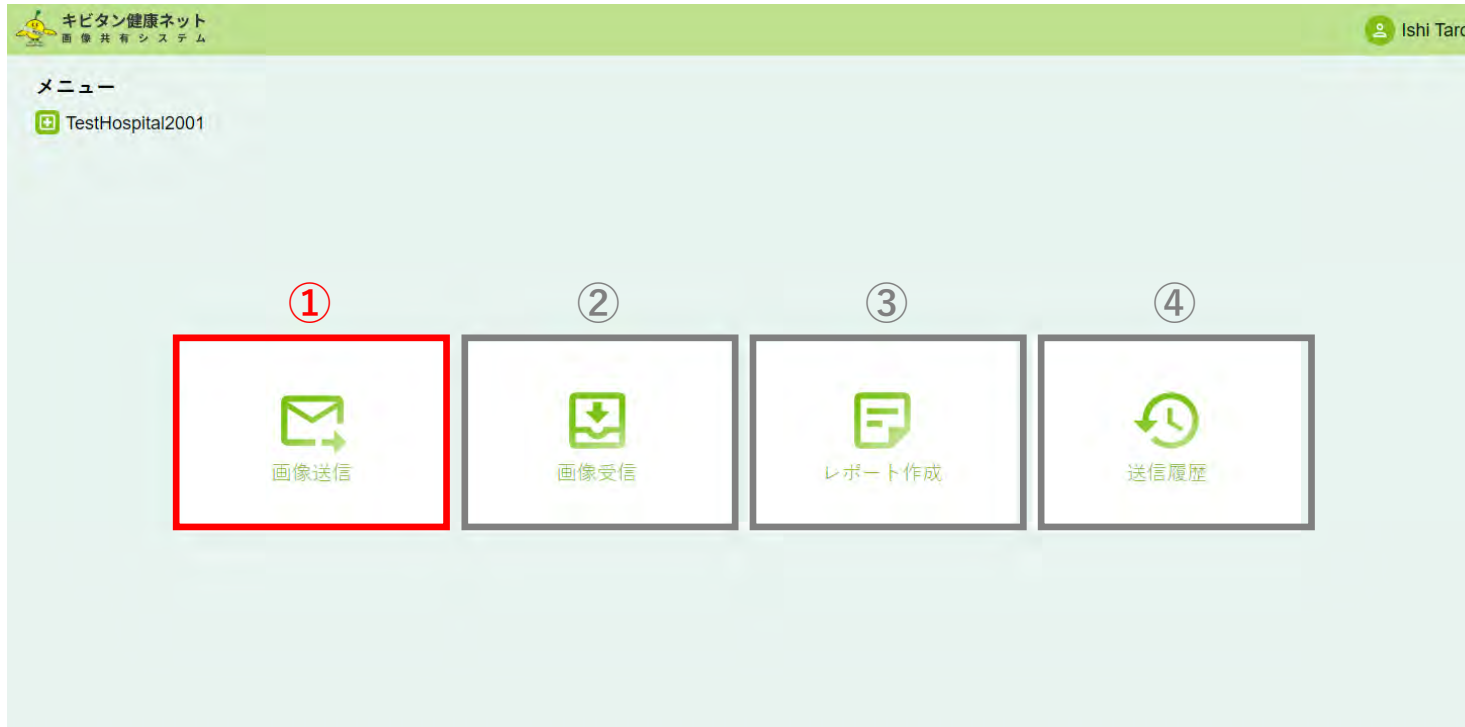 キビタン健康ネット
画像共有システム
Ishi Taro
メニュー
TestHospital2001
① ② ③ ④
画像送信 画像受信 レポート作成 送信履歴